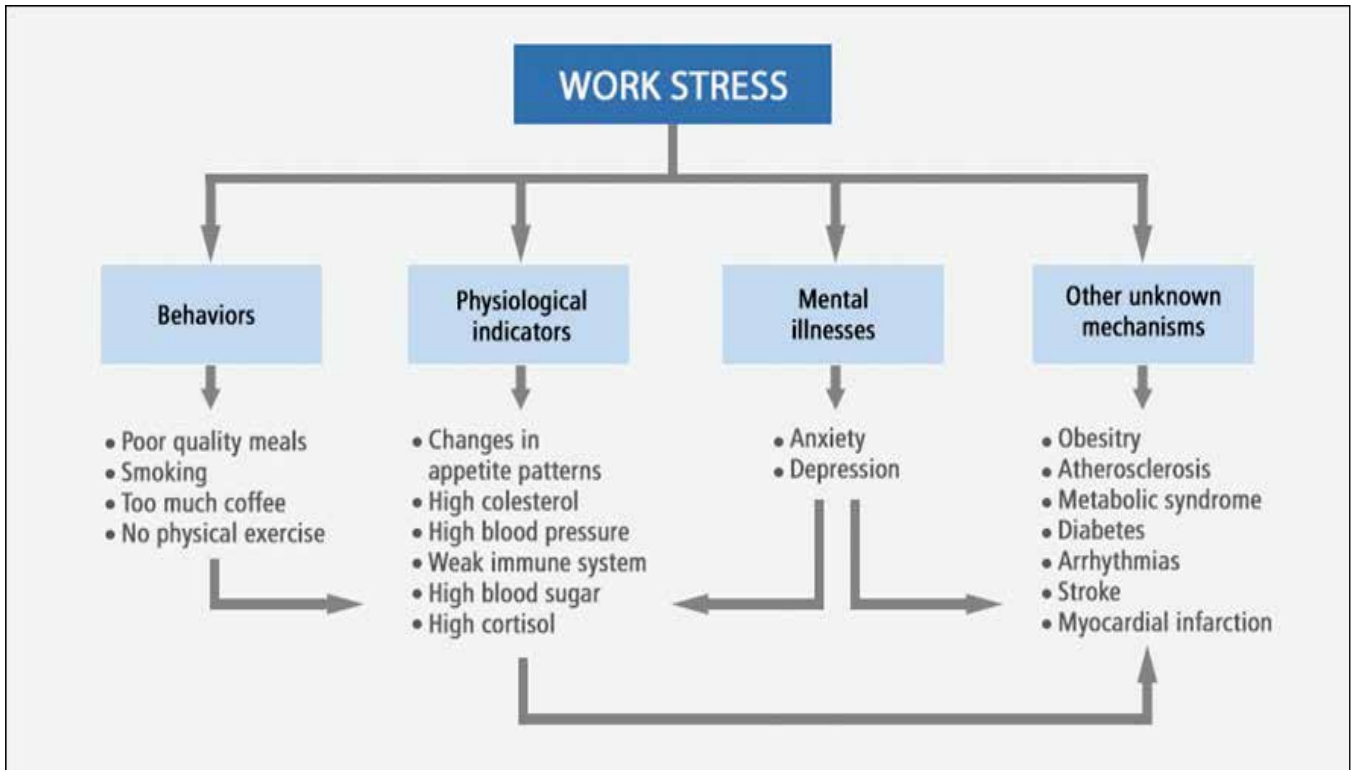 WORK STRESS
Behaviors
Physiological
indicators
Mental
illnesses
Other unknown
mechanisms
• Poor quality meals
• Smoking
• Too much coffee
• No physical exercise
• Changes in
appetite patterns
• High colesterol
• High blood pressure
• Weak immune system
• High blood sugar
• High cortisol
• Anxiety
• Depression
• Obesitry
• Atherosclerosis
• Metabolic syndrome
• Diabetes
• Arrhythmias
• Stroke
• Myocardial infarction